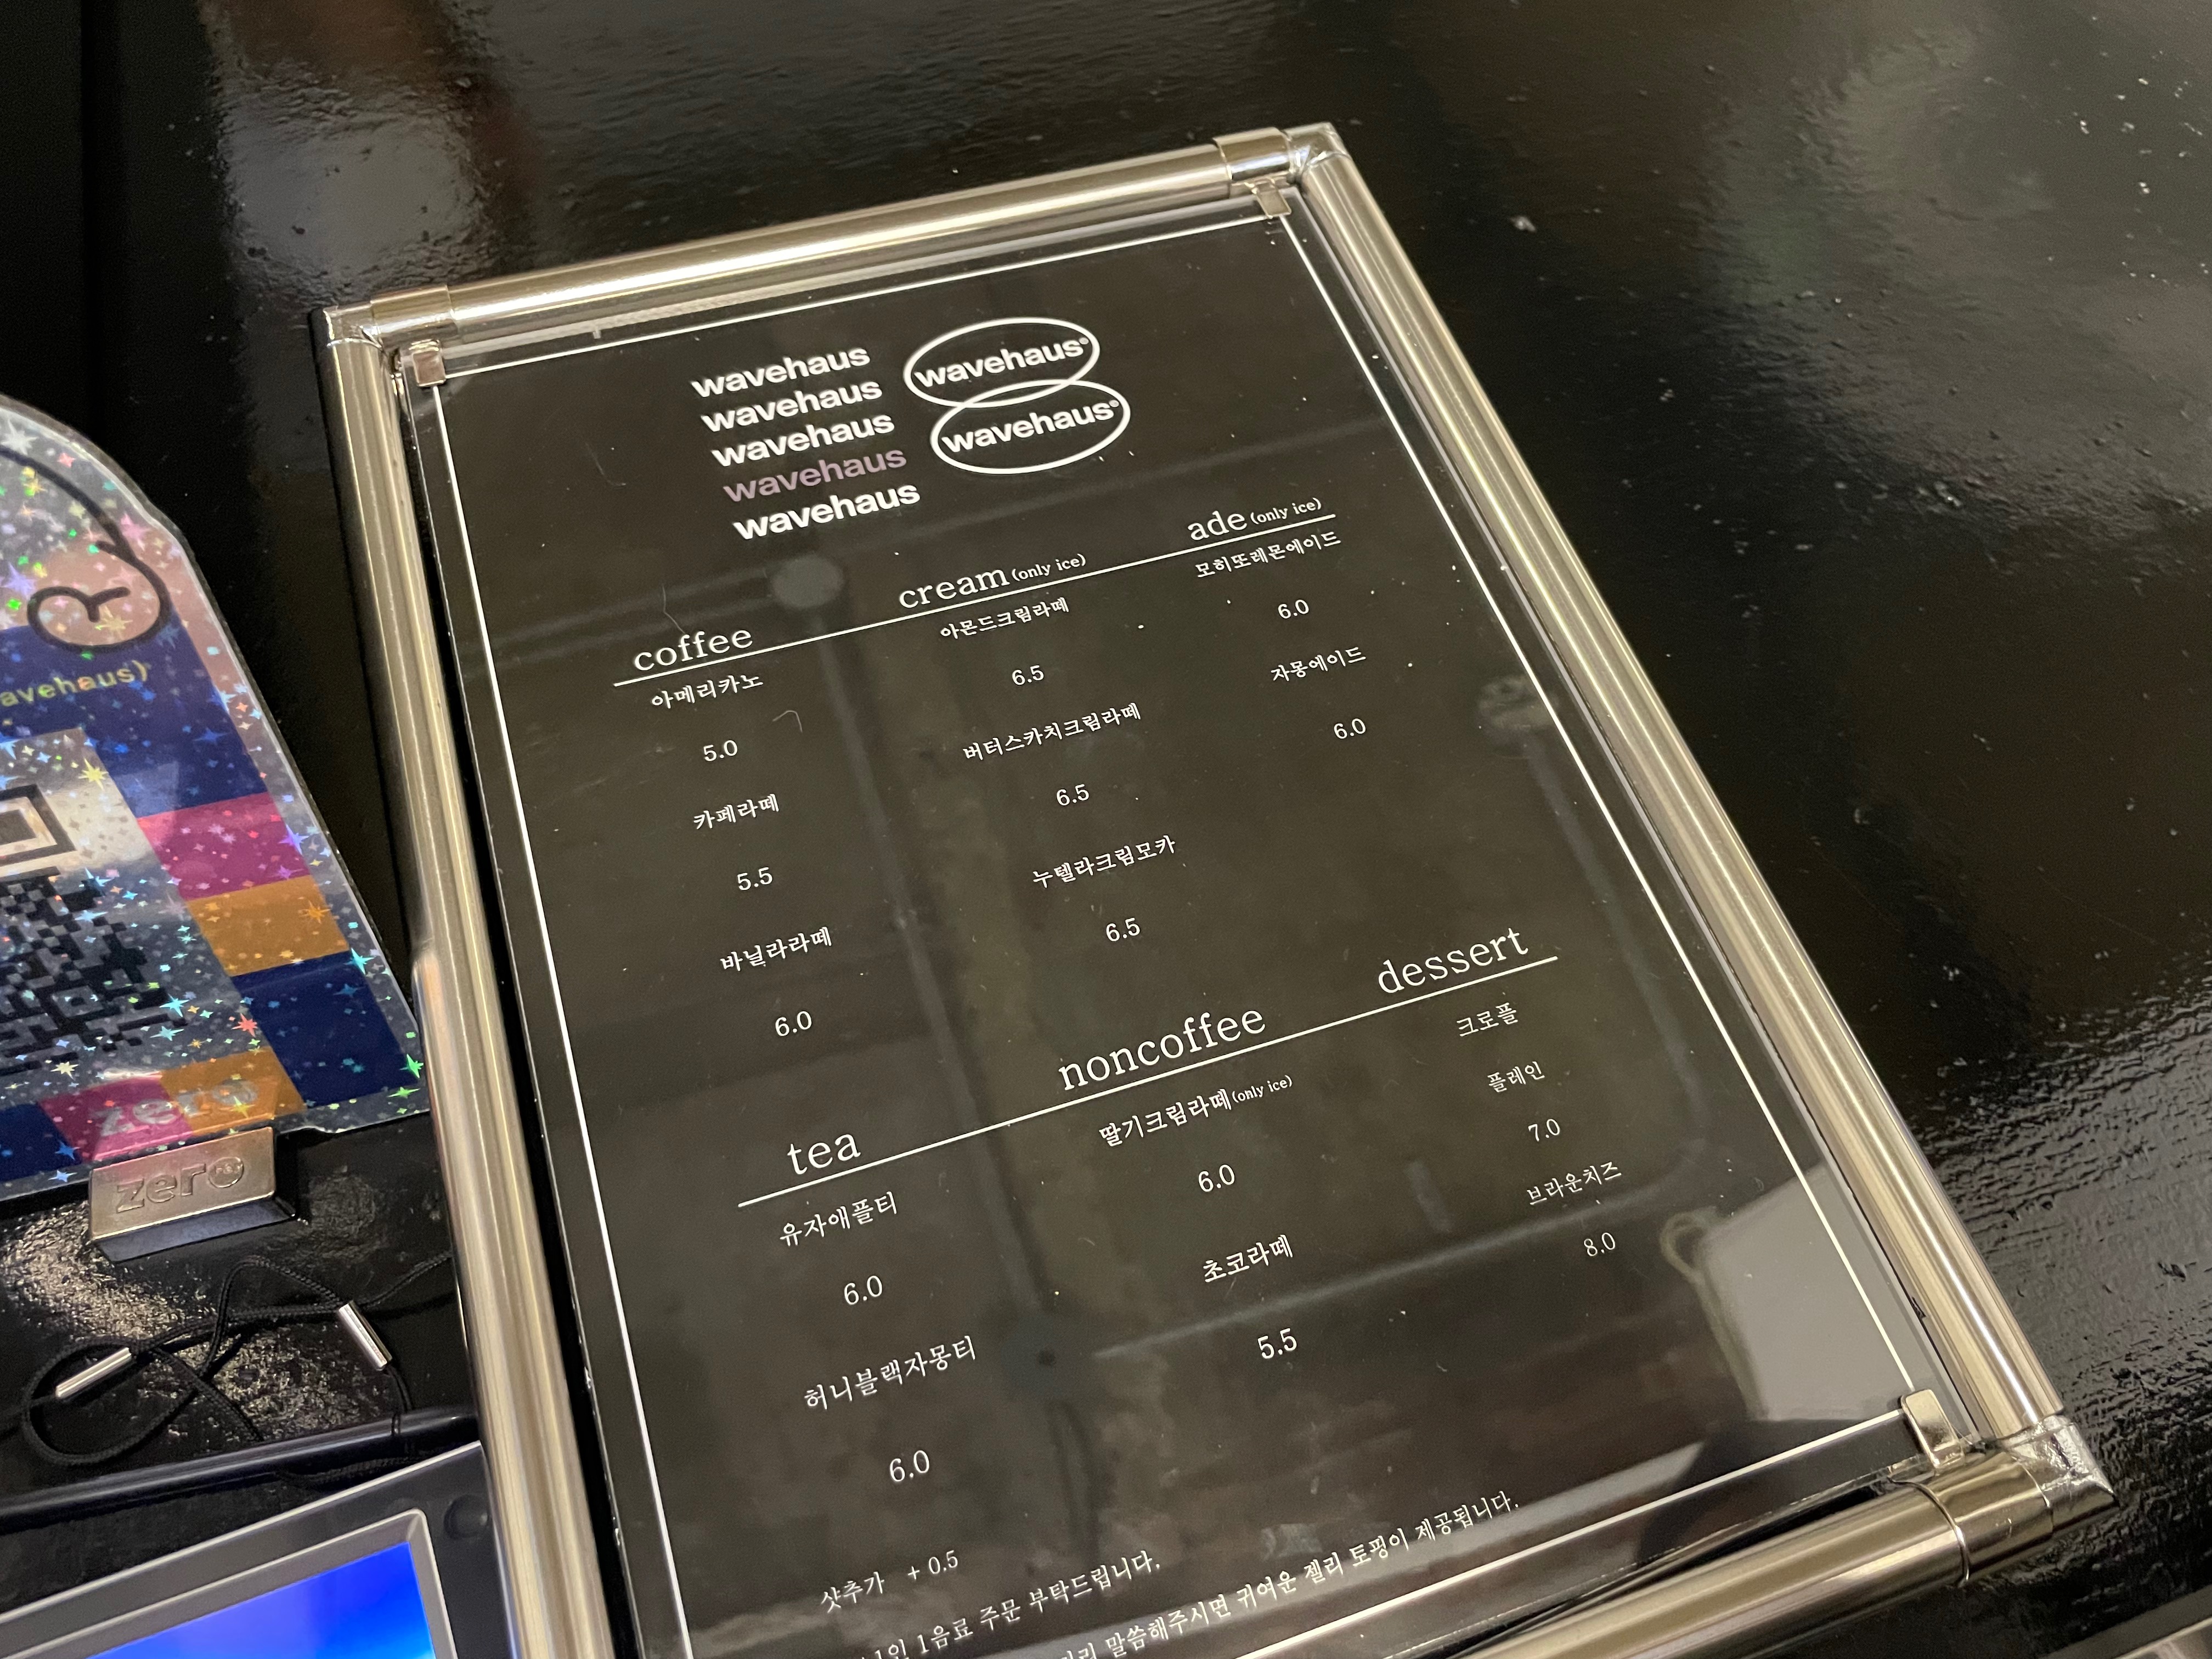 wavehaus
wavehaus
wavehaus
wavehaus
wavehaus
wavehaus®
wavehaus®
coffee
아메리카노
5.0
카페라떼
5.5
바닐라라떼
6.0
cream (only ice)
아몬드크림라떼
6.5
버터스카치크림라떼
6.5
누텔라크림모카
6.5
ade (only ice)
모히또레몬에이드
6.0
자몽에이드
6.0
tea
유자애플티
6.0
허니블랙자몽티
6.0
noncoffee
딸기크림라떼(only ice)
6.0
초코라떼
5.5
dessert
크로플
플레인
7.0
브라운치즈
8.0
샷추가 + 0.5
1인 1음료 주문 부탁드립니다.
말씀해주시면 귀여운 젤리 토핑이 제공됩니다.
zero
zero